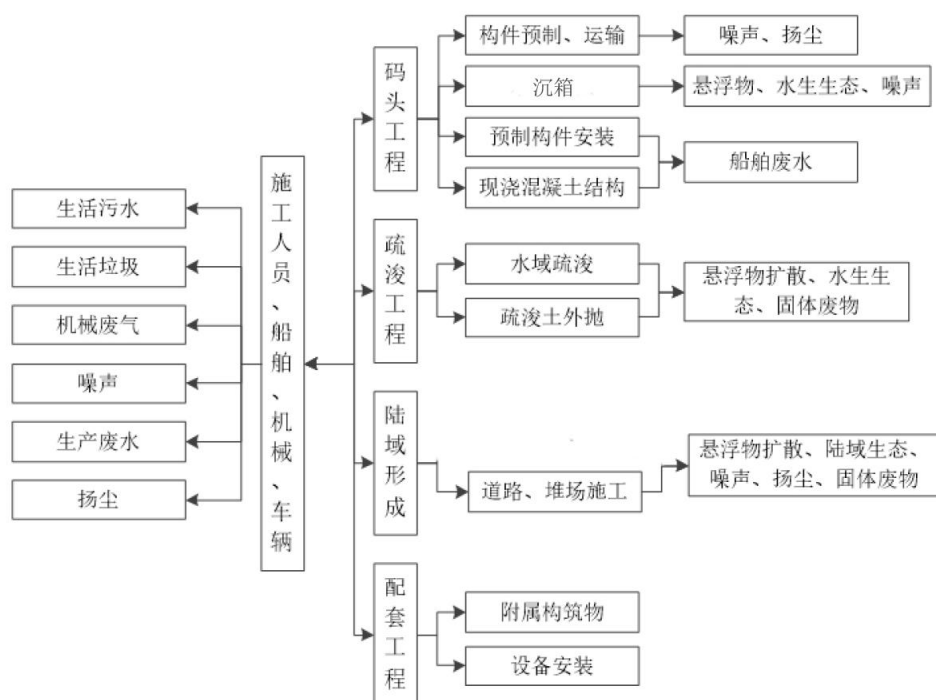 生活污水
生活垃圾
机械废气
噪声
生产废水
扬尘
施工人员、船舶、机械、车辆
码头工程
构件预制、运输
噪声、扬尘
沉箱
悬浮物、水生生态、噪声
预制构件安装
现浇混凝土结构
船舶废水
疏浚工程
水域疏浚
疏浚土外抛
悬浮物扩散、水生生
态、固体废物
陆域形成
道路、堆场施工
悬浮物扩散、陆域生态、
噪声、扬尘、固体废物
配套工程
附属构筑物
设备安装